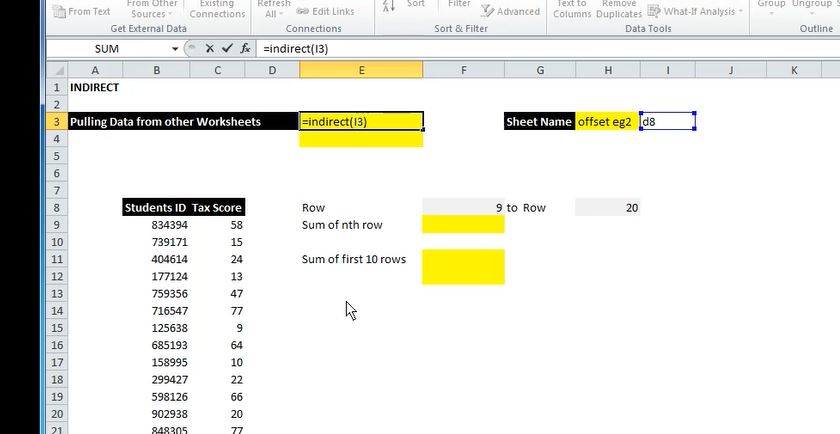 From Text
From Other Sources
Existing Connections
Get External Data
Refresh All
Edit Links
Connections
Sort
Filter
Advanced
Sort & Filter
Text to Columns
Remove Duplicates
What-If Analysis
Data Tools
Group
Ungroup
Outline
SUM fx =indirect(I3)
A B C D E F G H I J K
1 INDIRECT
2
3 Pulling Data from other Worksheets =indirect(I3) Sheet Name offset eg2 d8
4
5
6
7
8 Students ID Tax Score Row 9 to Row 20
9 834394 58 Sum of nth row
10 739171 15
11 404614 24 Sum of first 10 rows
12 177124 13
13 759356 47
14 716547 77
15 125638 9
16 685193 64
17 158995 10
18 299427 22
19 598126 66
20 902938 20
21 848305 77